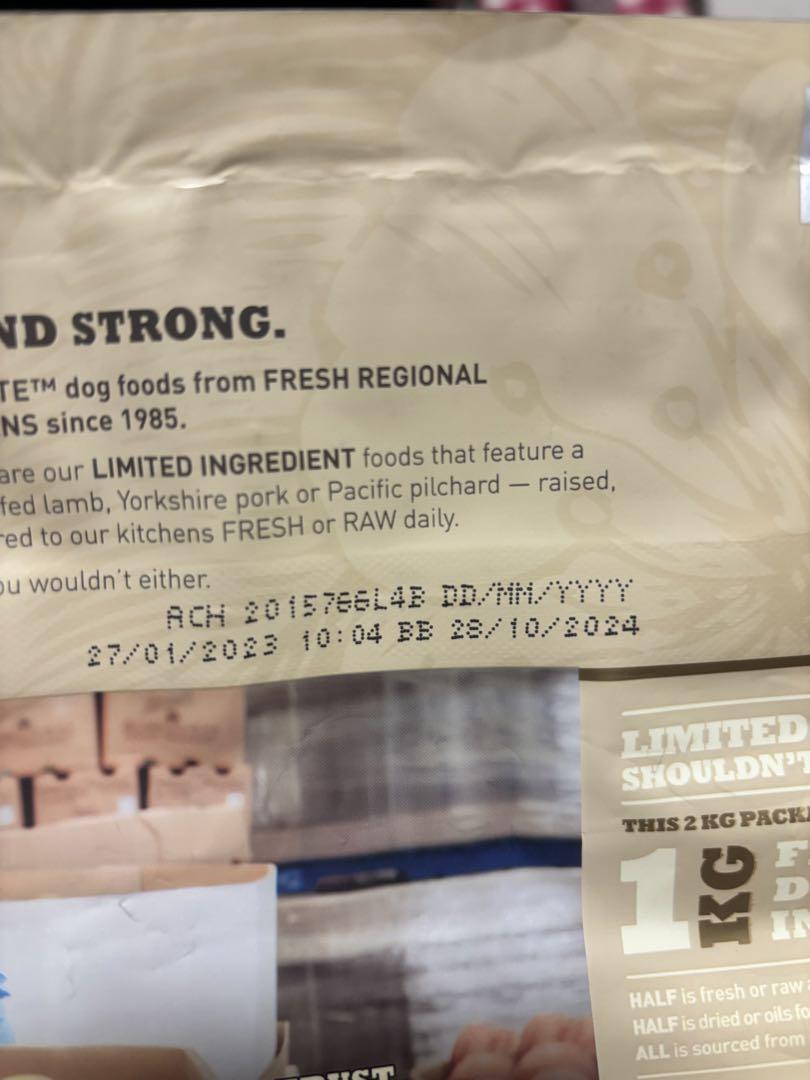 ND STRONG.
TE™ dog foods from FRESH REGIONAL
NS since 1985.
are our LIMITED INGREDIENT foods that feature a
fed lamb, Yorkshire pork or Pacific pilchard — raised,
red to our kitchens FRESH or RAW daily.
ou wouldn't either.
ACH 2015766L4B DD/MM/YYYY
27/01/2023 10:04 BB 28/10/2024
LIMITED
SHOULDN'T
THIS 2 KG PACKA
1 KG
F
D
IN
HALF is fresh or raw
HALF is dried or oils fo
ALL is sourced from
TRUST